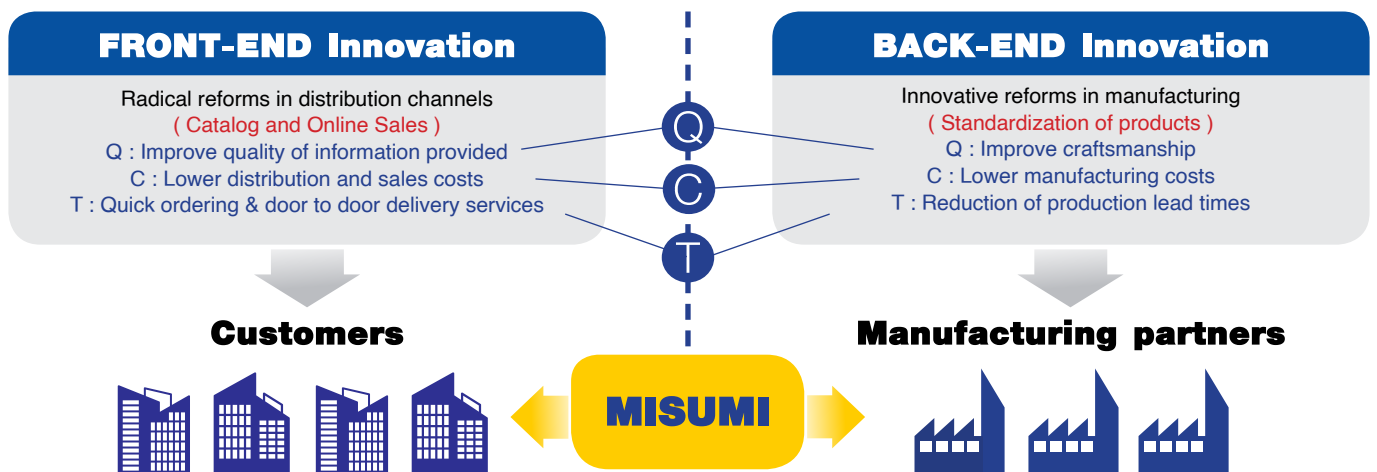 FRONT-END Innovation
Radical reforms in distribution channels
( Catalog and Online Sales )
Q : Improve quality of information provided
C : Lower distribution and sales costs
T : Quick ordering & door to door delivery services
Customers
Q
C
T
MISUMI
BACK-END Innovation
Innovative reforms in manufacturing
( Standardization of products )
Q : Improve craftsmanship
C : Lower manufacturing costs
T : Reduction of production lead times
Manufacturing partners